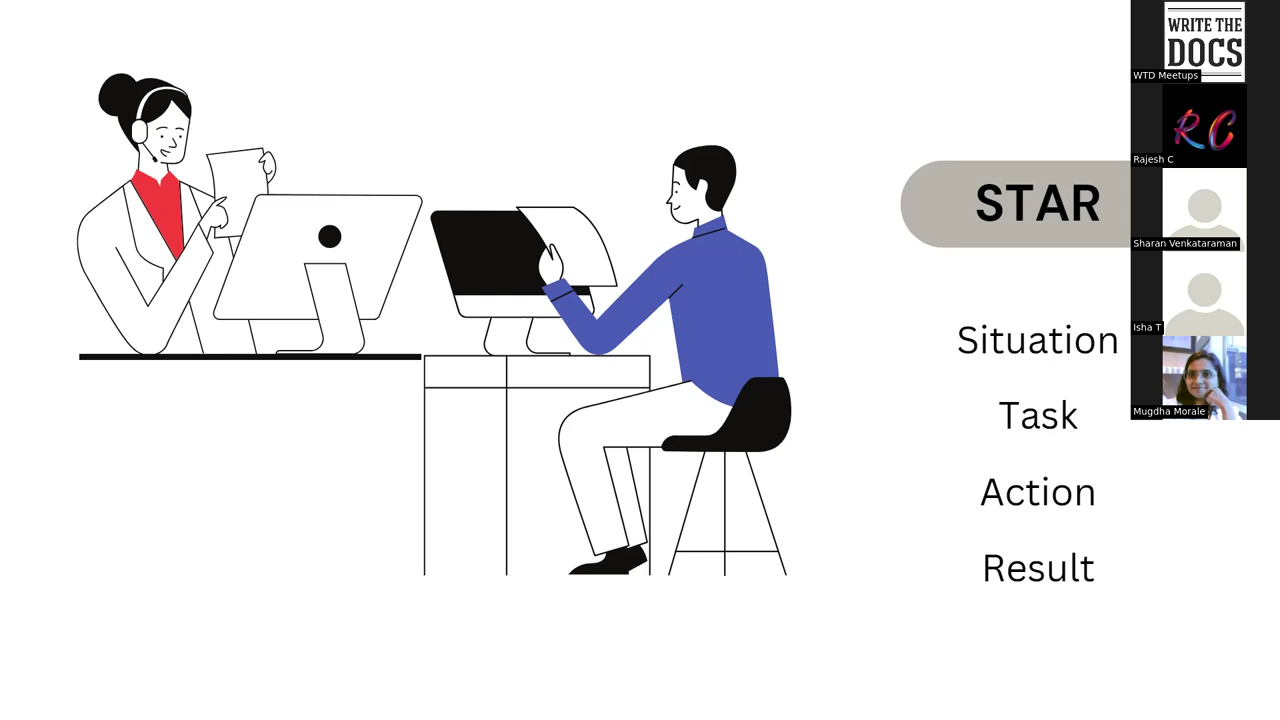 STAR
Situation
Task
Action
Result
WRITE THE
DOCS
WTD Meetups
RC
Rajesh C
Sharan Venkataraman
Isha T
Mugdha Morale